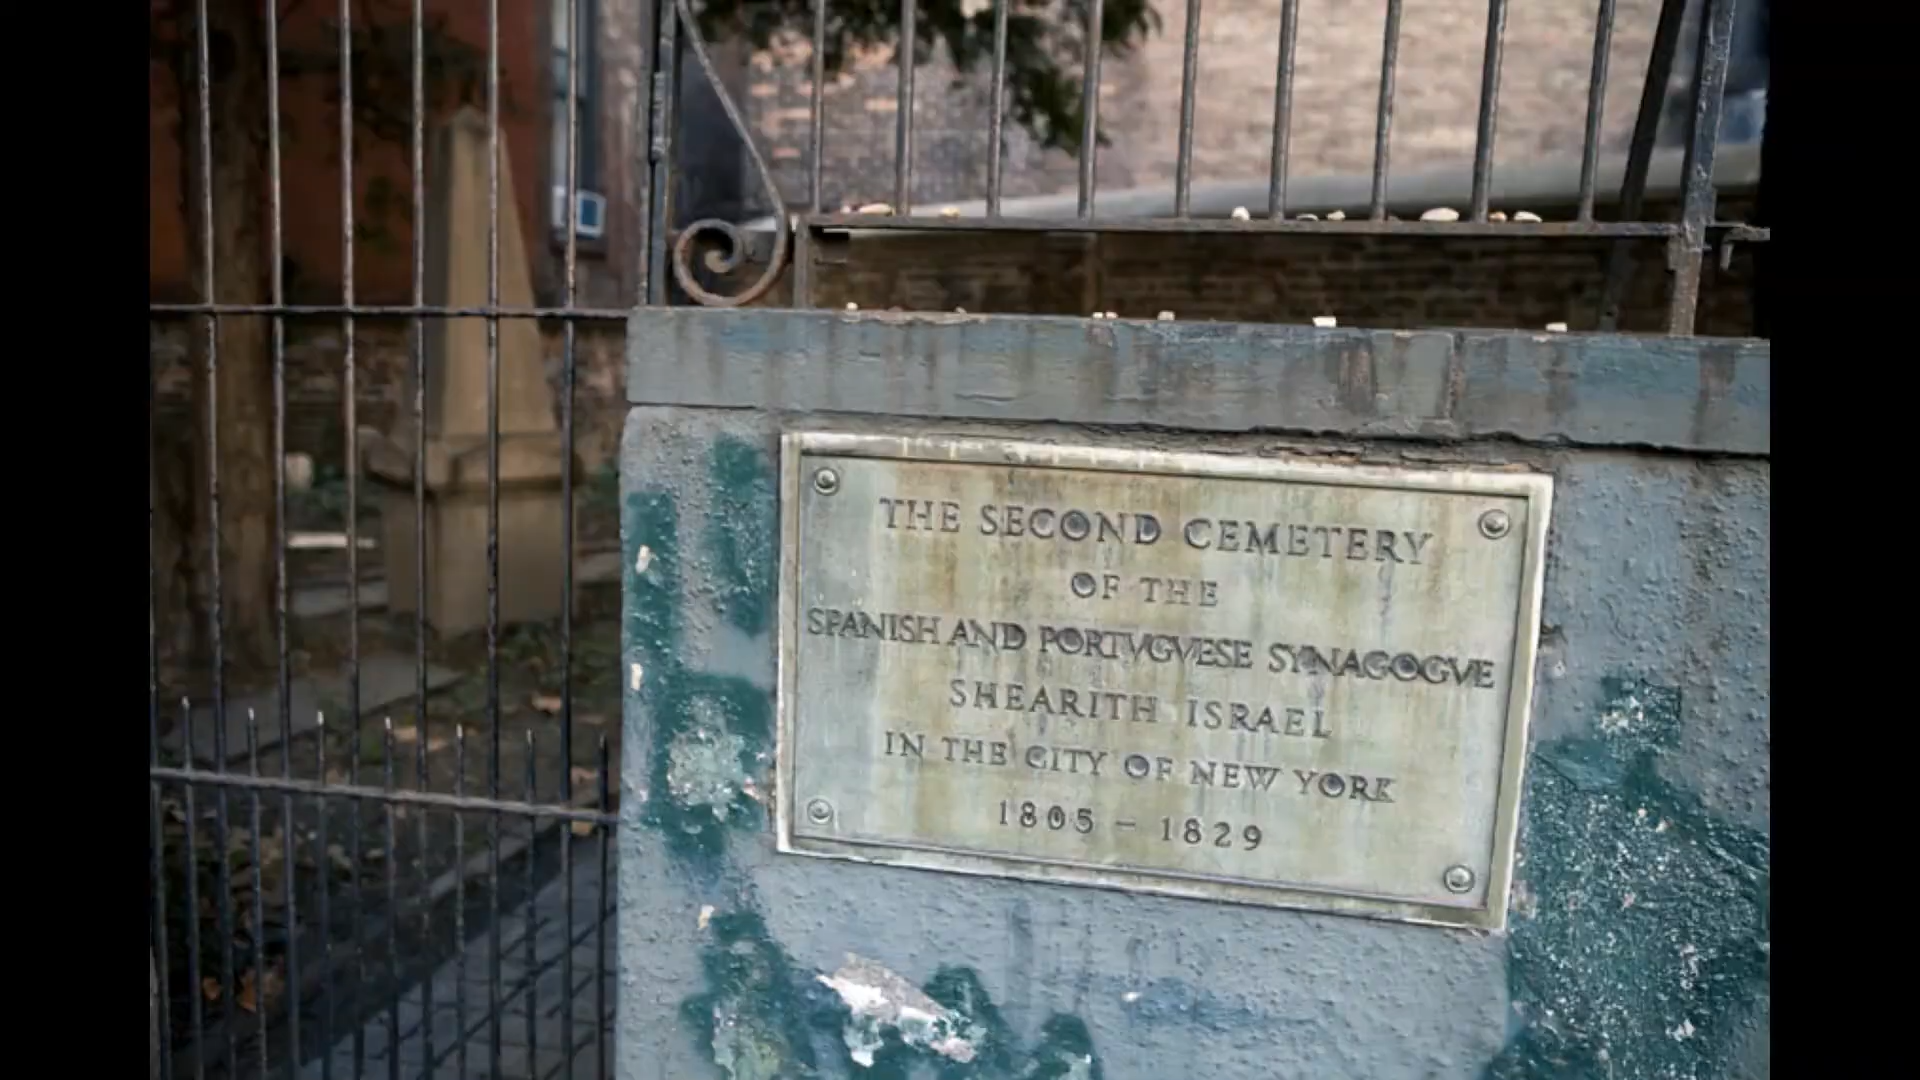 THE SECOND CEMETERY
OF THE
SPANISH AND PORTVGVESE SYNAGOGVE
SHEARITH ISRAEL
IN THE CITY OF NEW YORK
1805 – 1829